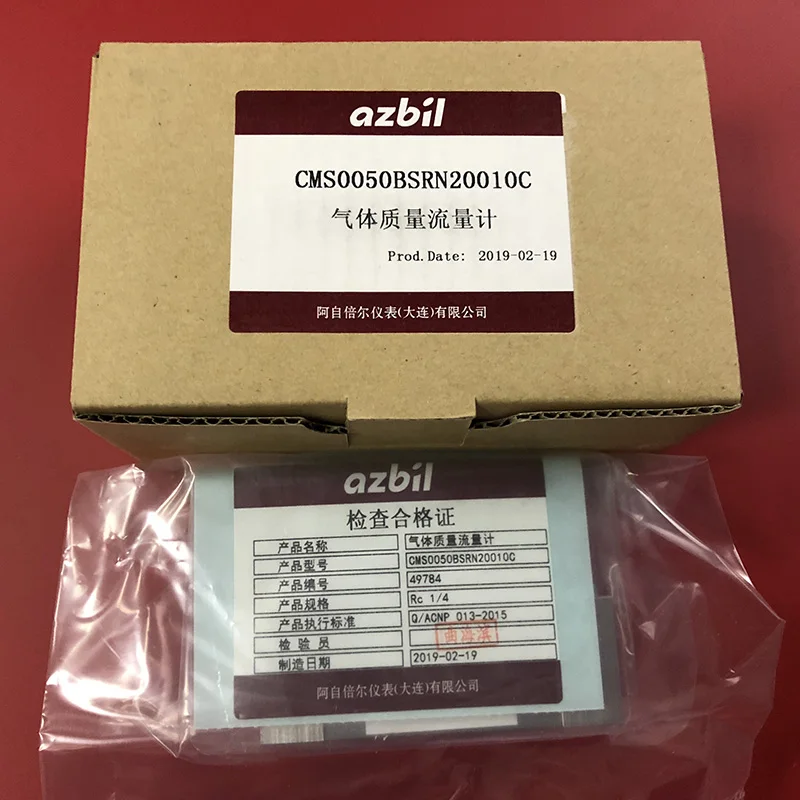 azbil
CMS0050BSRN20010C
气体质量流量计
Prod.Date: 2019-02-19
阿自倍尔仪表(大连)有限公司
azbil
检查合格证
产品名称 气体质量流量计
产品型号 CMS0050BSRN20010C
产品编号 49784
产品规格 Rc 1/4
产品执行标准 Q/ACNP 013-2015
检验员 曲海滨
制造日期 2019-02-19
阿自倍尔仪表(大连)有限公司